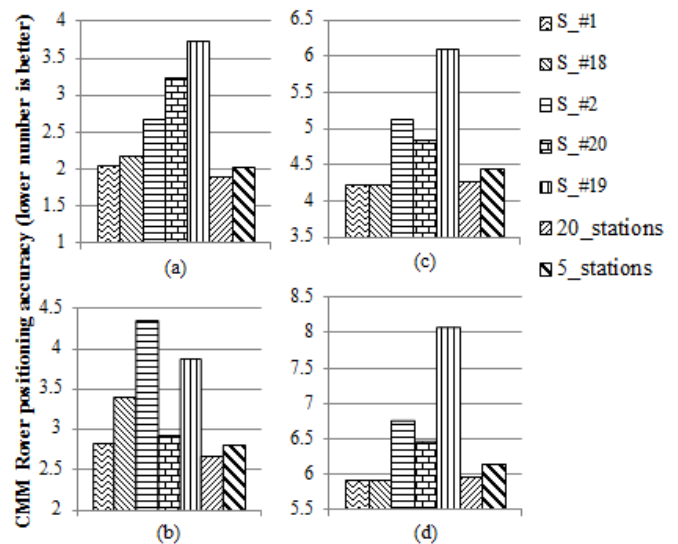 CMM Rover positioning accuracy (lower number is better)
4
3.5
3
2.5
2
1.5
1
(a)
6.5
6
5.5
5
4.5
4
3.5
(c)
S_#1
S_#18
S_#2
S_#20
S_#19
20_stations
5_stations
4.5
4
3.5
3
2.5
2
(b)
8.5
8
7.5
7
6.5
6
5.5
(d)